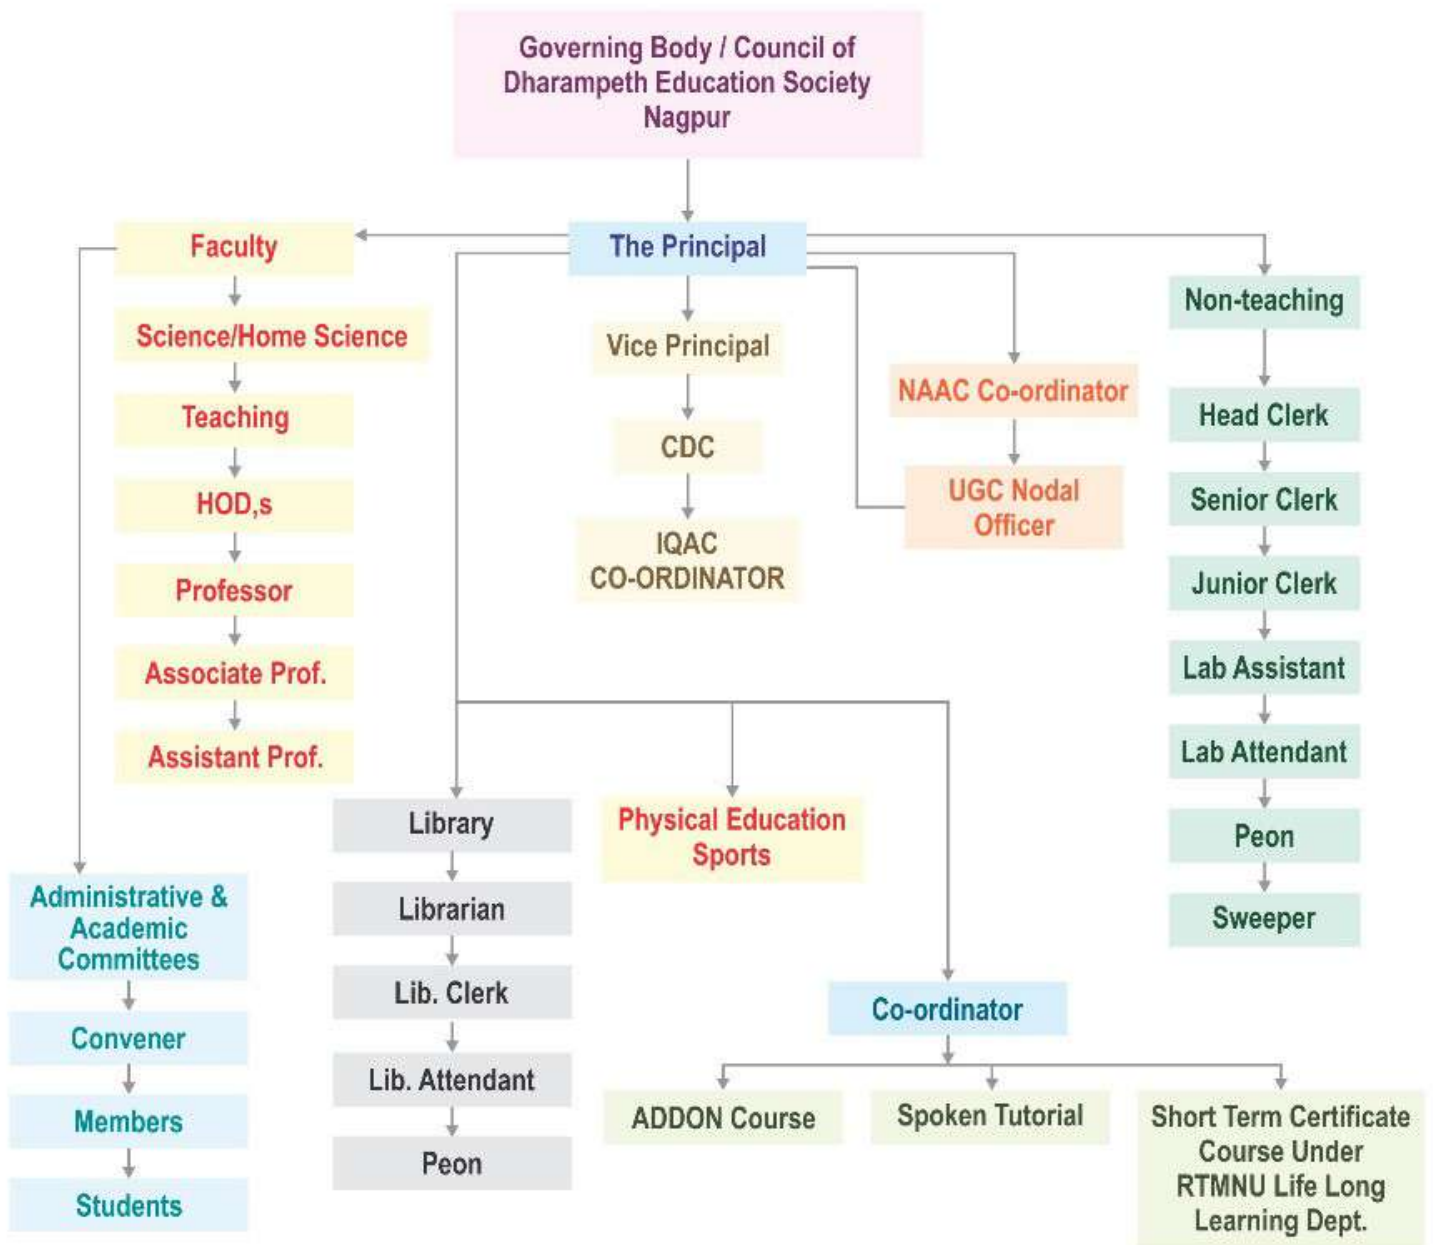 Governing Body / Council of
Dharampeth Education Society
Nagpur
The Principal
Faculty
Science/Home Science
Teaching
HOD,s
Professor
Associate Prof.
Assistant Prof.
Administrative &
Academic
Committees
Convener
Members
Students
Vice Principal
CDC
IQAC
CO-ORDINATOR
NAAC Co-ordinator
UGC Nodal
Officer
Non-teaching
Head Clerk
Senior Clerk
Junior Clerk
Lab Assistant
Lab Attendant
Peon
Sweeper
Library
Librarian
Lib. Clerk
Lib. Attendant
Peon
Physical Education
Sports
Co-ordinator
ADDON Course
Spoken Tutorial
Short Term Certificate
Course Under
RTMNU Life Long
Learning Dept.